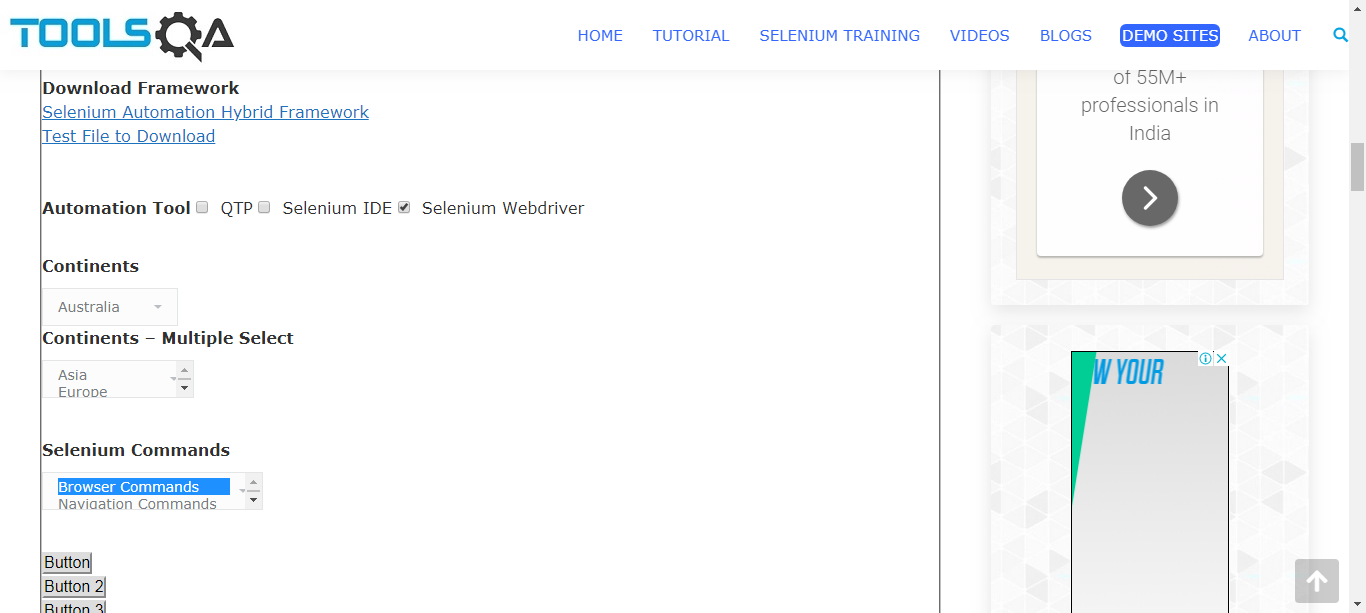 TOOLSQA
HOME TUTORIAL SELENIUM TRAINING VIDEOS BLOGS DEMO SITES ABOUT
Download Framework
Selenium Automation Hybrid Framework
Test File to Download
Automation Tool QTP Selenium IDE Selenium Webdriver
Continents
Australia
Continents – Multiple Select
Asia
Europe
Selenium Commands
Browser Commands
Navigation Commands
Button
Button 2
Button 3
of 55M+
professionals in
India
W YOUR